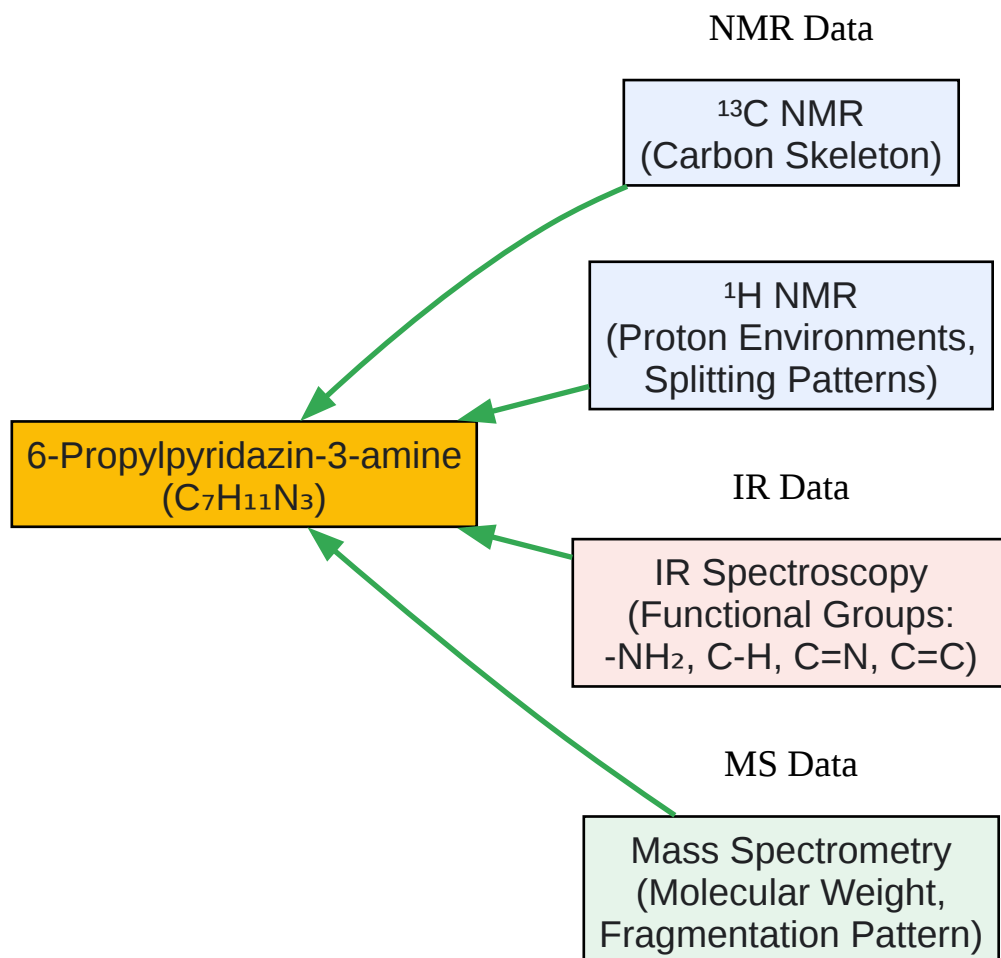 NMR Data
¹³C NMR
(Carbon Skeleton)
¹H NMR
(Proton Environments,
Splitting Patterns)
6-Propylpyridazin-3-amine
(C₇H₁₁N₃)
IR Data
IR Spectroscopy
(Functional Groups:
-NH₂, C-H, C=N, C=C)
MS Data
Mass Spectrometry
(Molecular Weight,
Fragmentation Pattern)